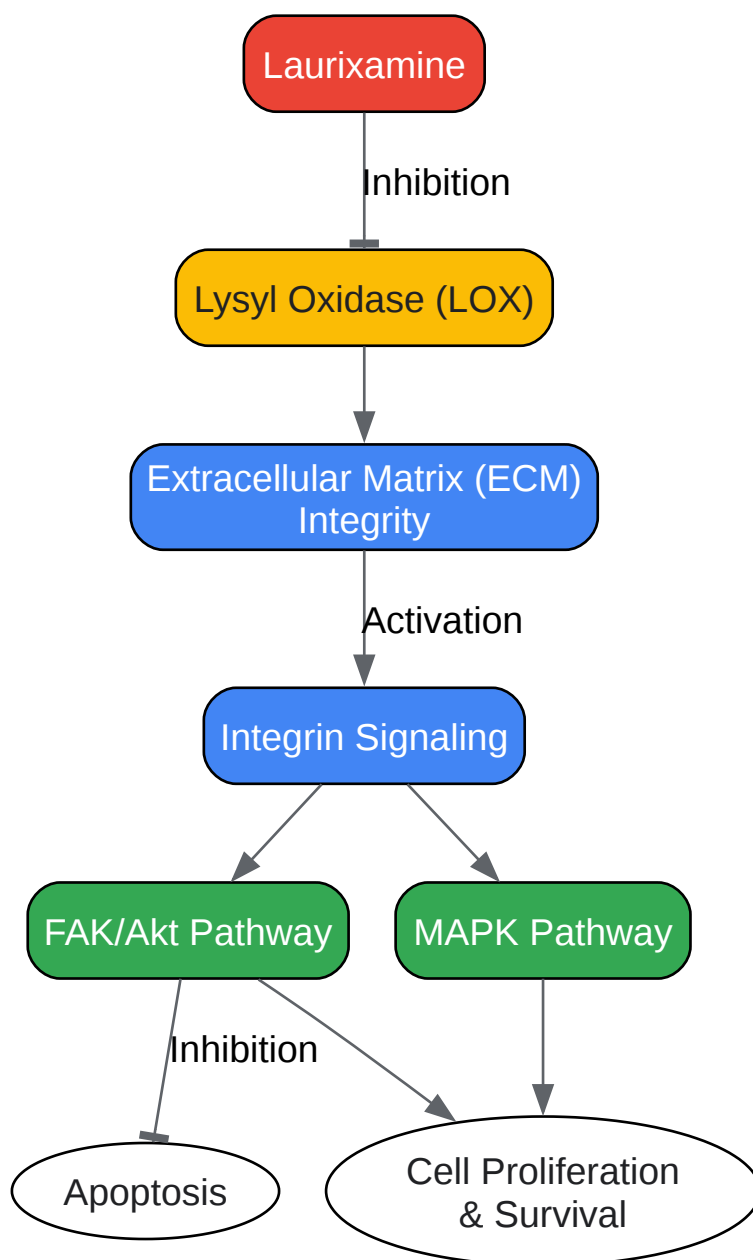 Laurixamine
Inhibition
Lysyl Oxidase (LOX)
Extracellular Matrix (ECM)
Integrity
Activation
Integrin Signaling
FAK/Akt Pathway
MAPK Pathway
Inhibition
Apoptosis
Cell Proliferation
& Survival